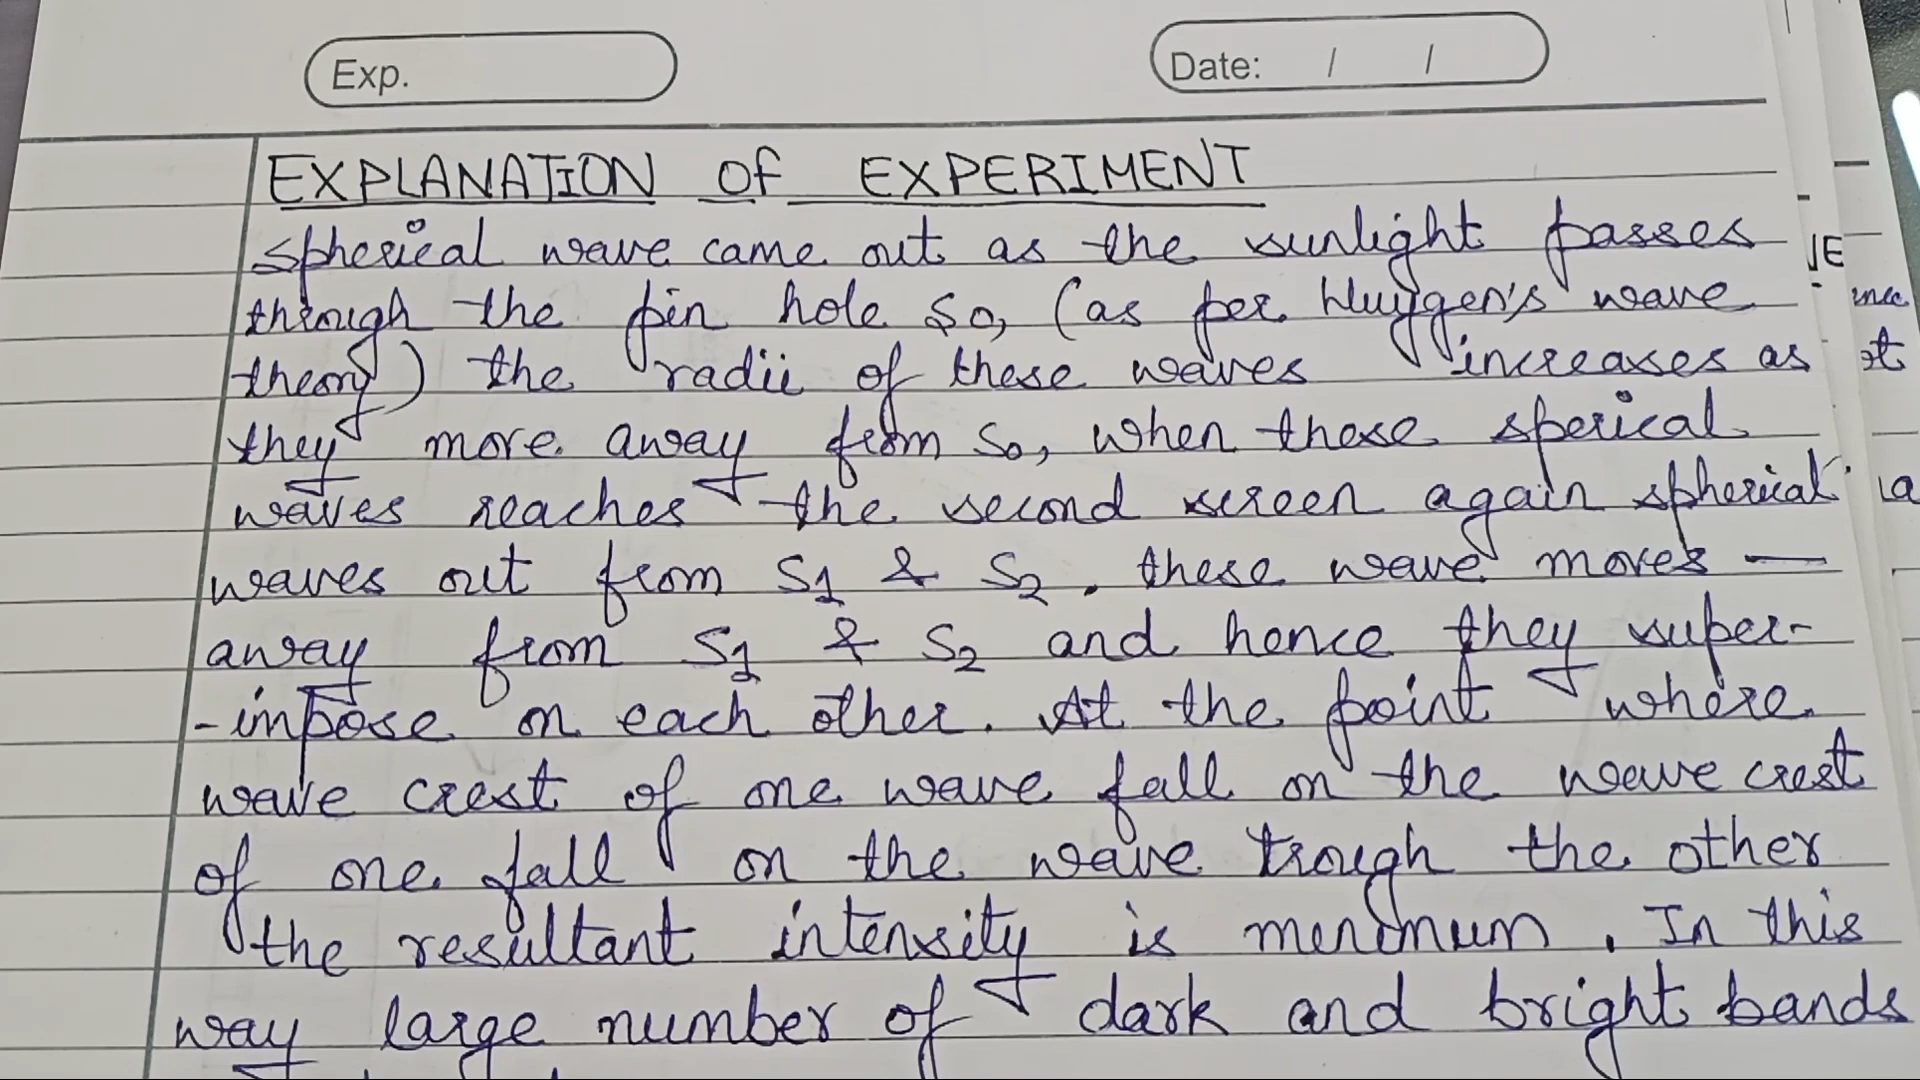 Exp.
Date: / /
EXPLANATION Of EXPERIMENT
spherical wave came out as the sunlight passes
through the pin hole So, (as per Huygen's wave
theory) the radii of these waves increases as
they more away from So, when these sperical
waves reaches the second screen again spherical
waves out from S1 & S2. these wave moves —
away from S1 & S2 and hence they super-
-impose on each other. At the point where
wave crest of one wave fall on the wave crest
of one fall on the wave trough the other
the resultant intensity is menimum. In this
way large number of dark and bright bands